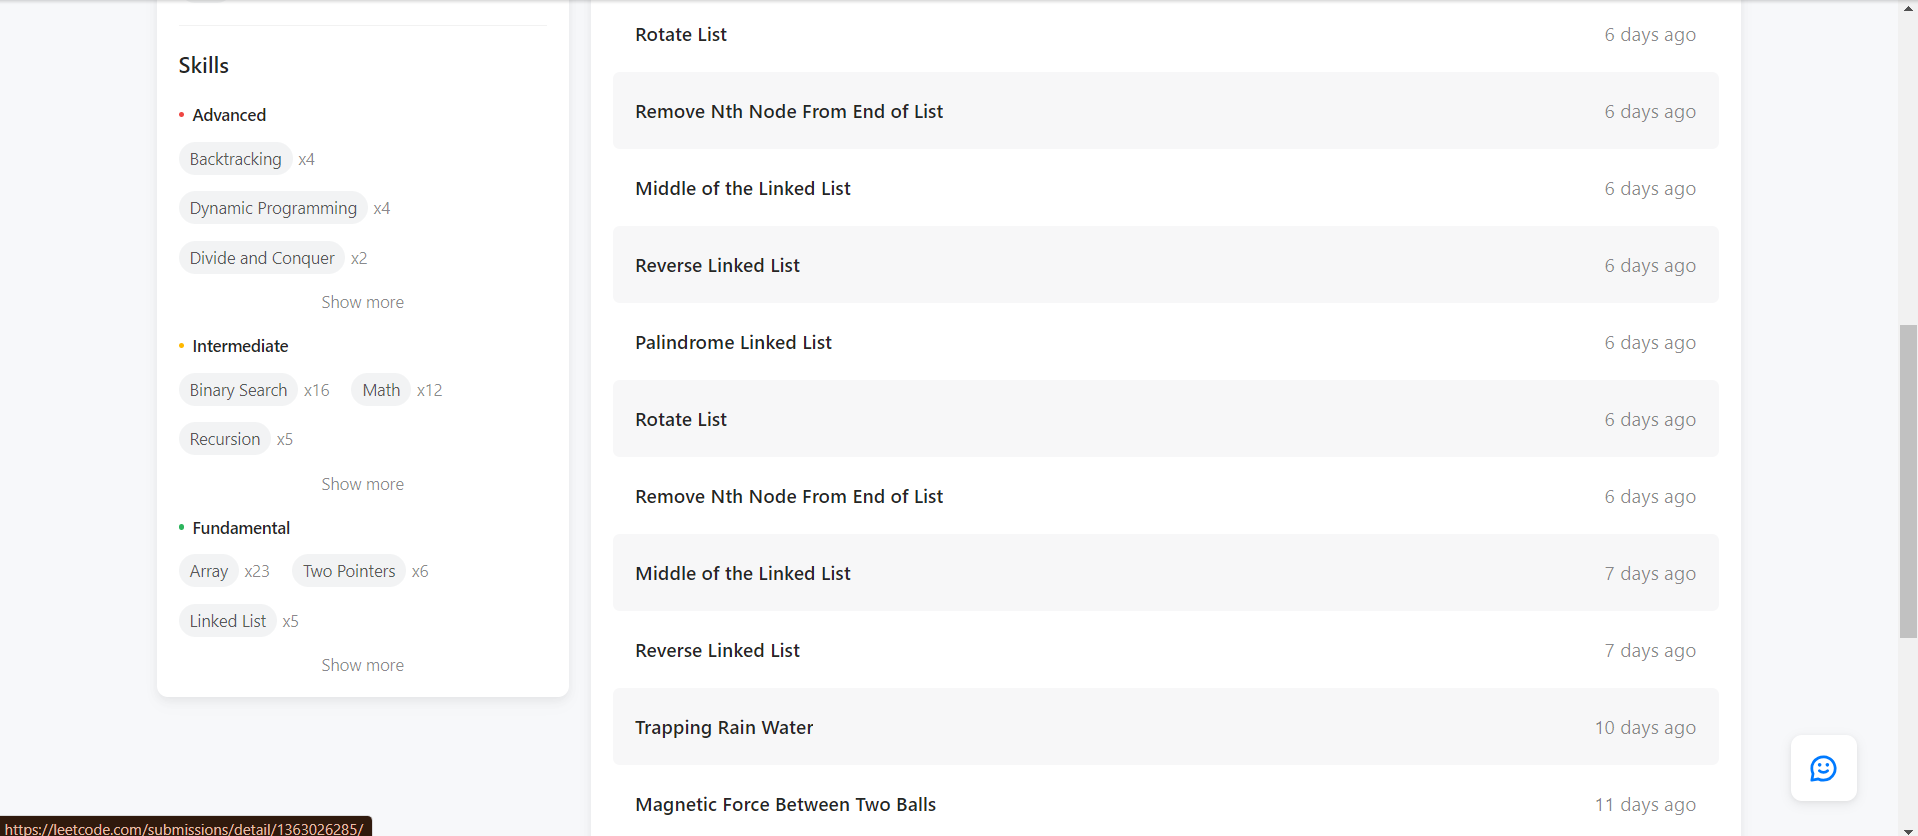 Skills
Advanced
Backtracking x4
Dynamic Programming x4
Divide and Conquer x2
Show more
Intermediate
Binary Search x16 Math x12
Recursion x5
Show more
Fundamental
Array x23 Two Pointers x6
Linked List x5
Show more
Rotate List 6 days ago
Remove Nth Node From End of List 6 days ago
Middle of the Linked List 6 days ago
Reverse Linked List 6 days ago
Palindrome Linked List 6 days ago
Rotate List 6 days ago
Remove Nth Node From End of List 6 days ago
Middle of the Linked List 7 days ago
Reverse Linked List 7 days ago
Trapping Rain Water 10 days ago
Magnetic Force Between Two Balls 11 days ago
https://leetcode.com/submissions/detail/1363026285/